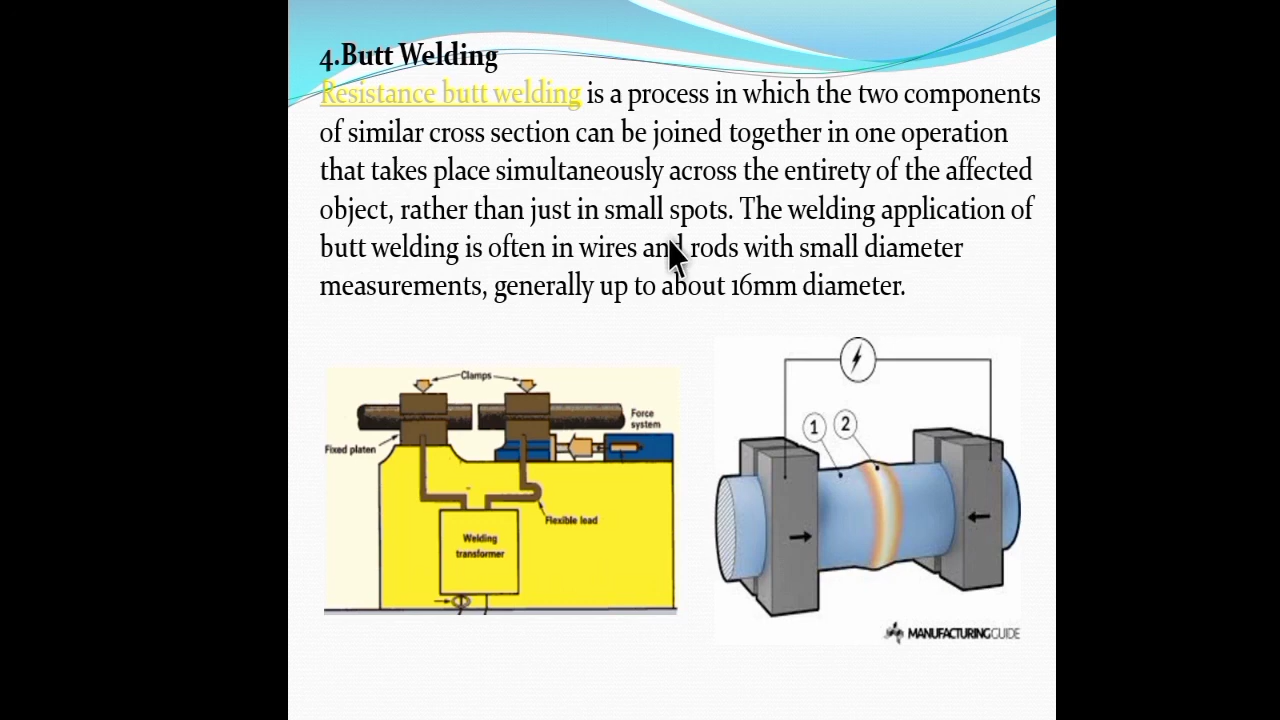 4.Butt Welding
Resistance butt welding is a process in which the two components
of similar cross section can be joined together in one operation
that takes place simultaneously across the entirety of the affected
object, rather than just in small spots. The welding application of
butt welding is often in wires and rods with small diameter
measurements, generally up to about 16mm diameter.
Clamps
Force
system
Fixed platen
Flexible lead
Welding
transformer
1
2
MANUFACTURINGGUIDE